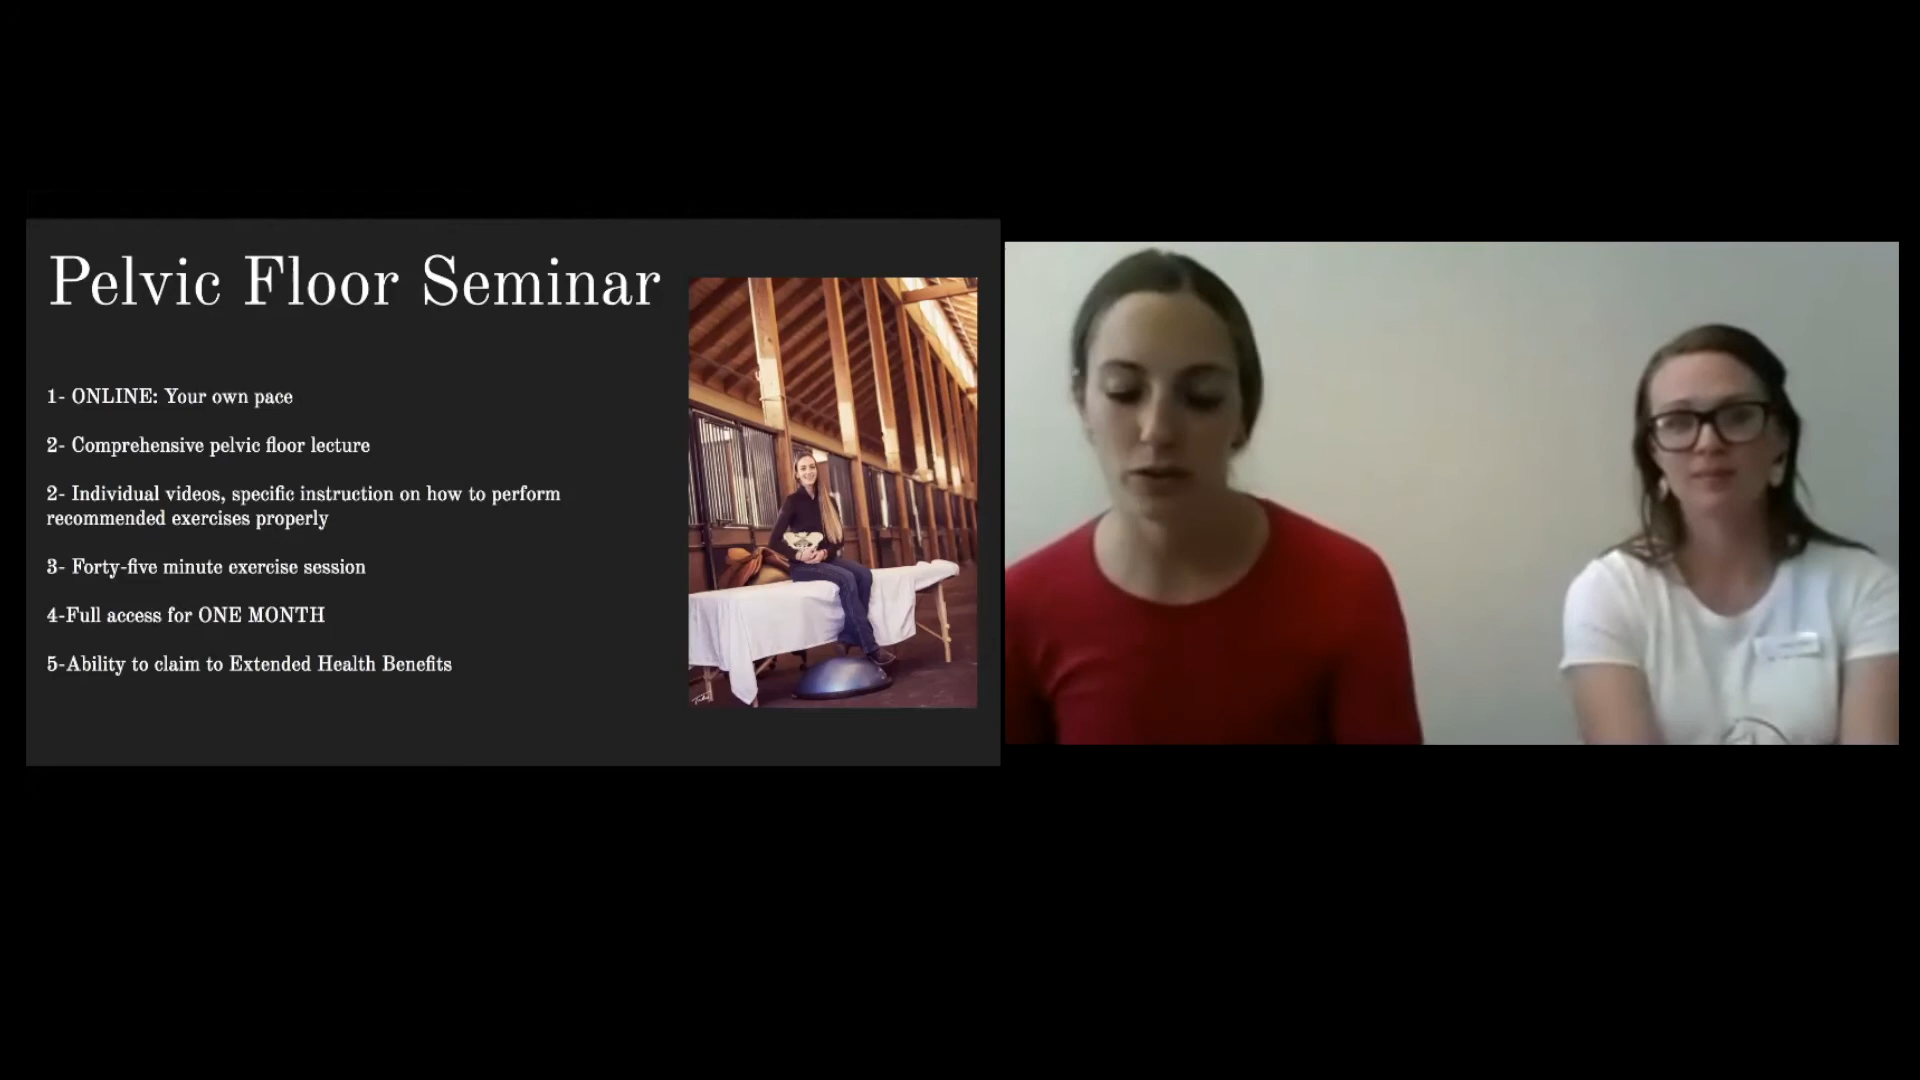 Pelvic Floor Seminar
1- ONLINE: Your own pace
2- Comprehensive pelvic floor lecture
2- Individual videos, specific instruction on how to perform
recommended exercises properly
3- Forty-five minute exercise session
4-Full access for ONE MONTH
5-Ability to claim to Extended Health Benefits